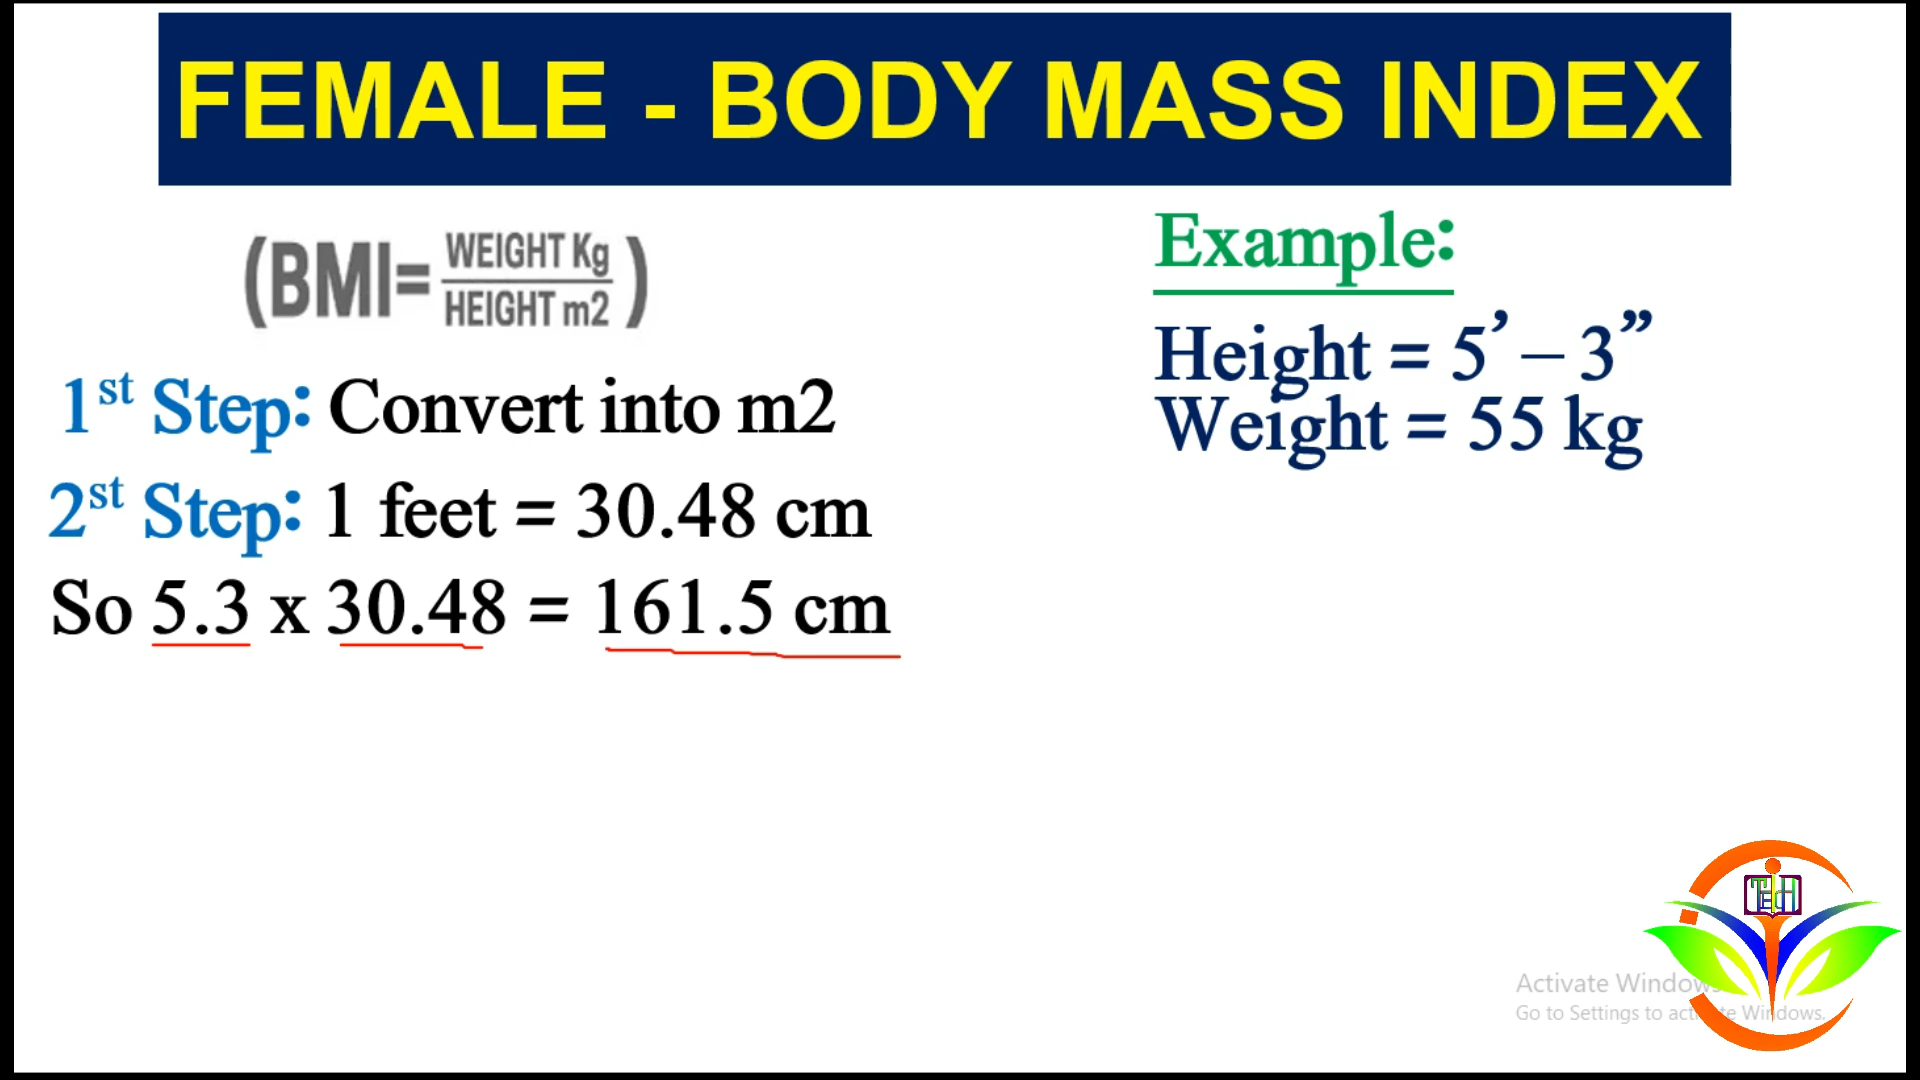 FEMALE - BODY MASS INDEX
(BMI= WEIGHT Kg
HEIGHT m2 )
1st Step: Convert into m2
2st Step: 1 feet = 30.48 cm
So 5.3 x 30.48 = 161.5 cm
Example:
Height = 5’ – 3”
Weight = 55 kg
TECH
Activate Windows
Go to Settings to activate Windows.